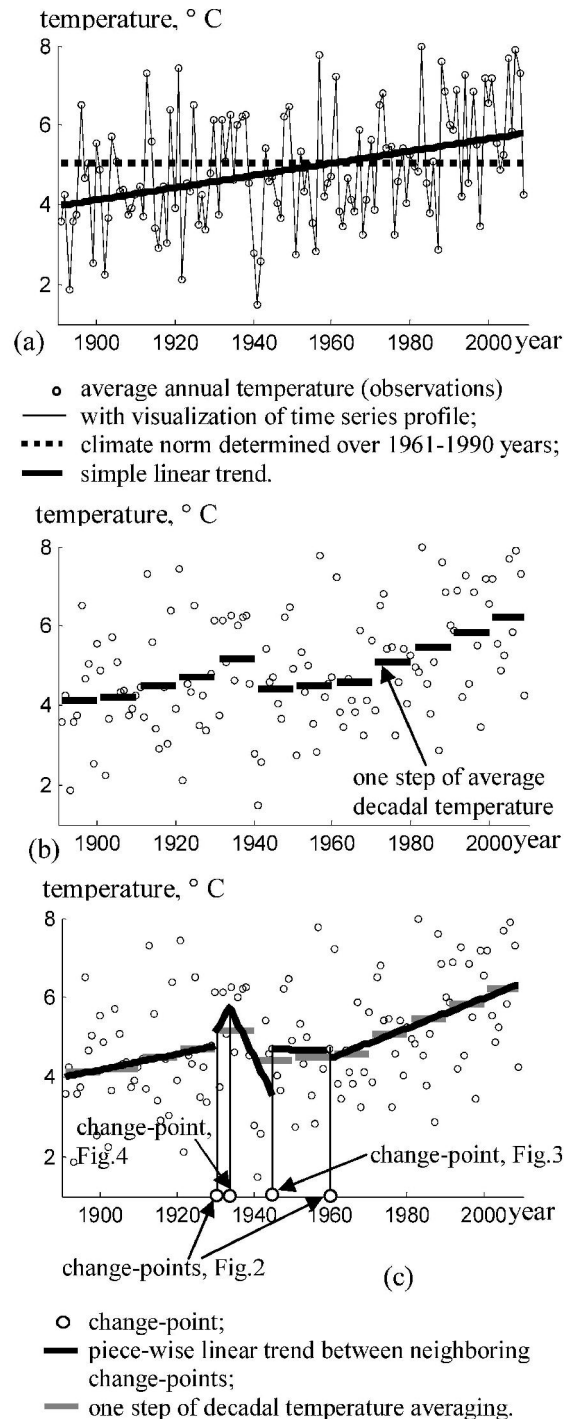 temperature, ° C
8
6
4
2
1900 1920 1940 1960 1980 2000 year
(a)
average annual temperature (observations)
with visualization of time series profile;
climate norm determined over 1961-1990 years;
simple linear trend.
temperature, ° C
8
6
4
2
one step of average
decadal temperature
1900 1920 1940 1960 1980 2000 year
(b)
temperature, ° C
8
6
4
2
change-point,
Fig.4
change-point, Fig.3
1900 1920 1940 1960 1980 2000 year
change-points, Fig.2
(c)
change-point;
piece-wise linear trend between neighboring
change-points;
one step of decadal temperature averaging.